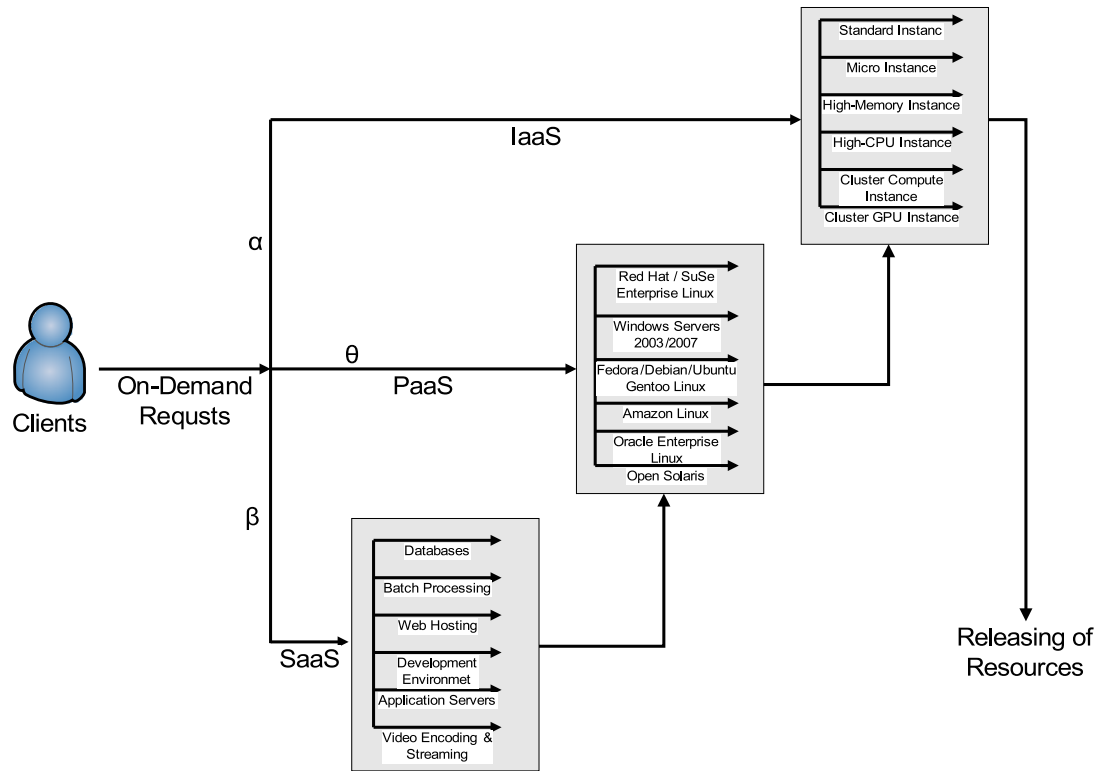 Standard Instanc
Micro Instance
High-Memory Instance
High-CPU Instance
Cluster Compute
Instance
Cluster GPU Instance
IaaS
α
Red Hat / SuSe
Enterprise Linux
Windows Servers
2003/2007
Fedora/Debian/Ubuntu
Gentoo Linux
Amazon Linux
Oracle Enterprise
Linux
Open Solaris
θ
PaaS
On-Demand
Requsts
Clients
β
SaaS
Databases
Batch Processing
Web Hosting
Development
Environmet
Application Servers
Video Encoding &
Streaming
Releasing of
Resources